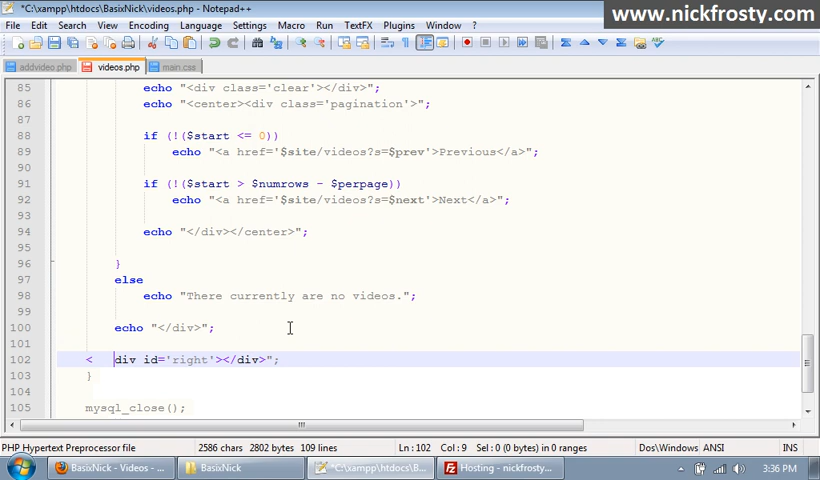 *C:\xampp\htdocs\BasixNick\videos.php - Notepad++
www.nickfrosty.com
File Edit Search View Encoding Language Settings Macro Run TextFX Plugins Window ?
addvideo.php videos.php main.css
85 echo "<div class='clear'></div>";
86 echo "<center><div class='pagination'>";
87
88 if (!($start <= 0))
89 echo "<a href='$site/videos?s=$prev'>Previous</a>";
90
91 if (!($start > $numrows - $perpage))
92 echo "<a href='$site/videos?s=$next'>Next</a>";
93
94 echo "</div></center>";
95
96 }
97 else
98 echo "There currently are no videos.";
99
100 echo "</div>";
101
102 < div id='right'></div>";
103 }
104
105 mysql_close();
PHP Hypertext Preprocessor file 2586 chars 2802 bytes 109 lines Ln : 102 Col : 9 Sel : 0 (0 bytes) in 0 ranges Dos\Windows ANSI INS
BasixNick - Videos - ... BasixNick *C:\xampp\htdocs\B... Hosting - nickfrosty... 3:36 PM